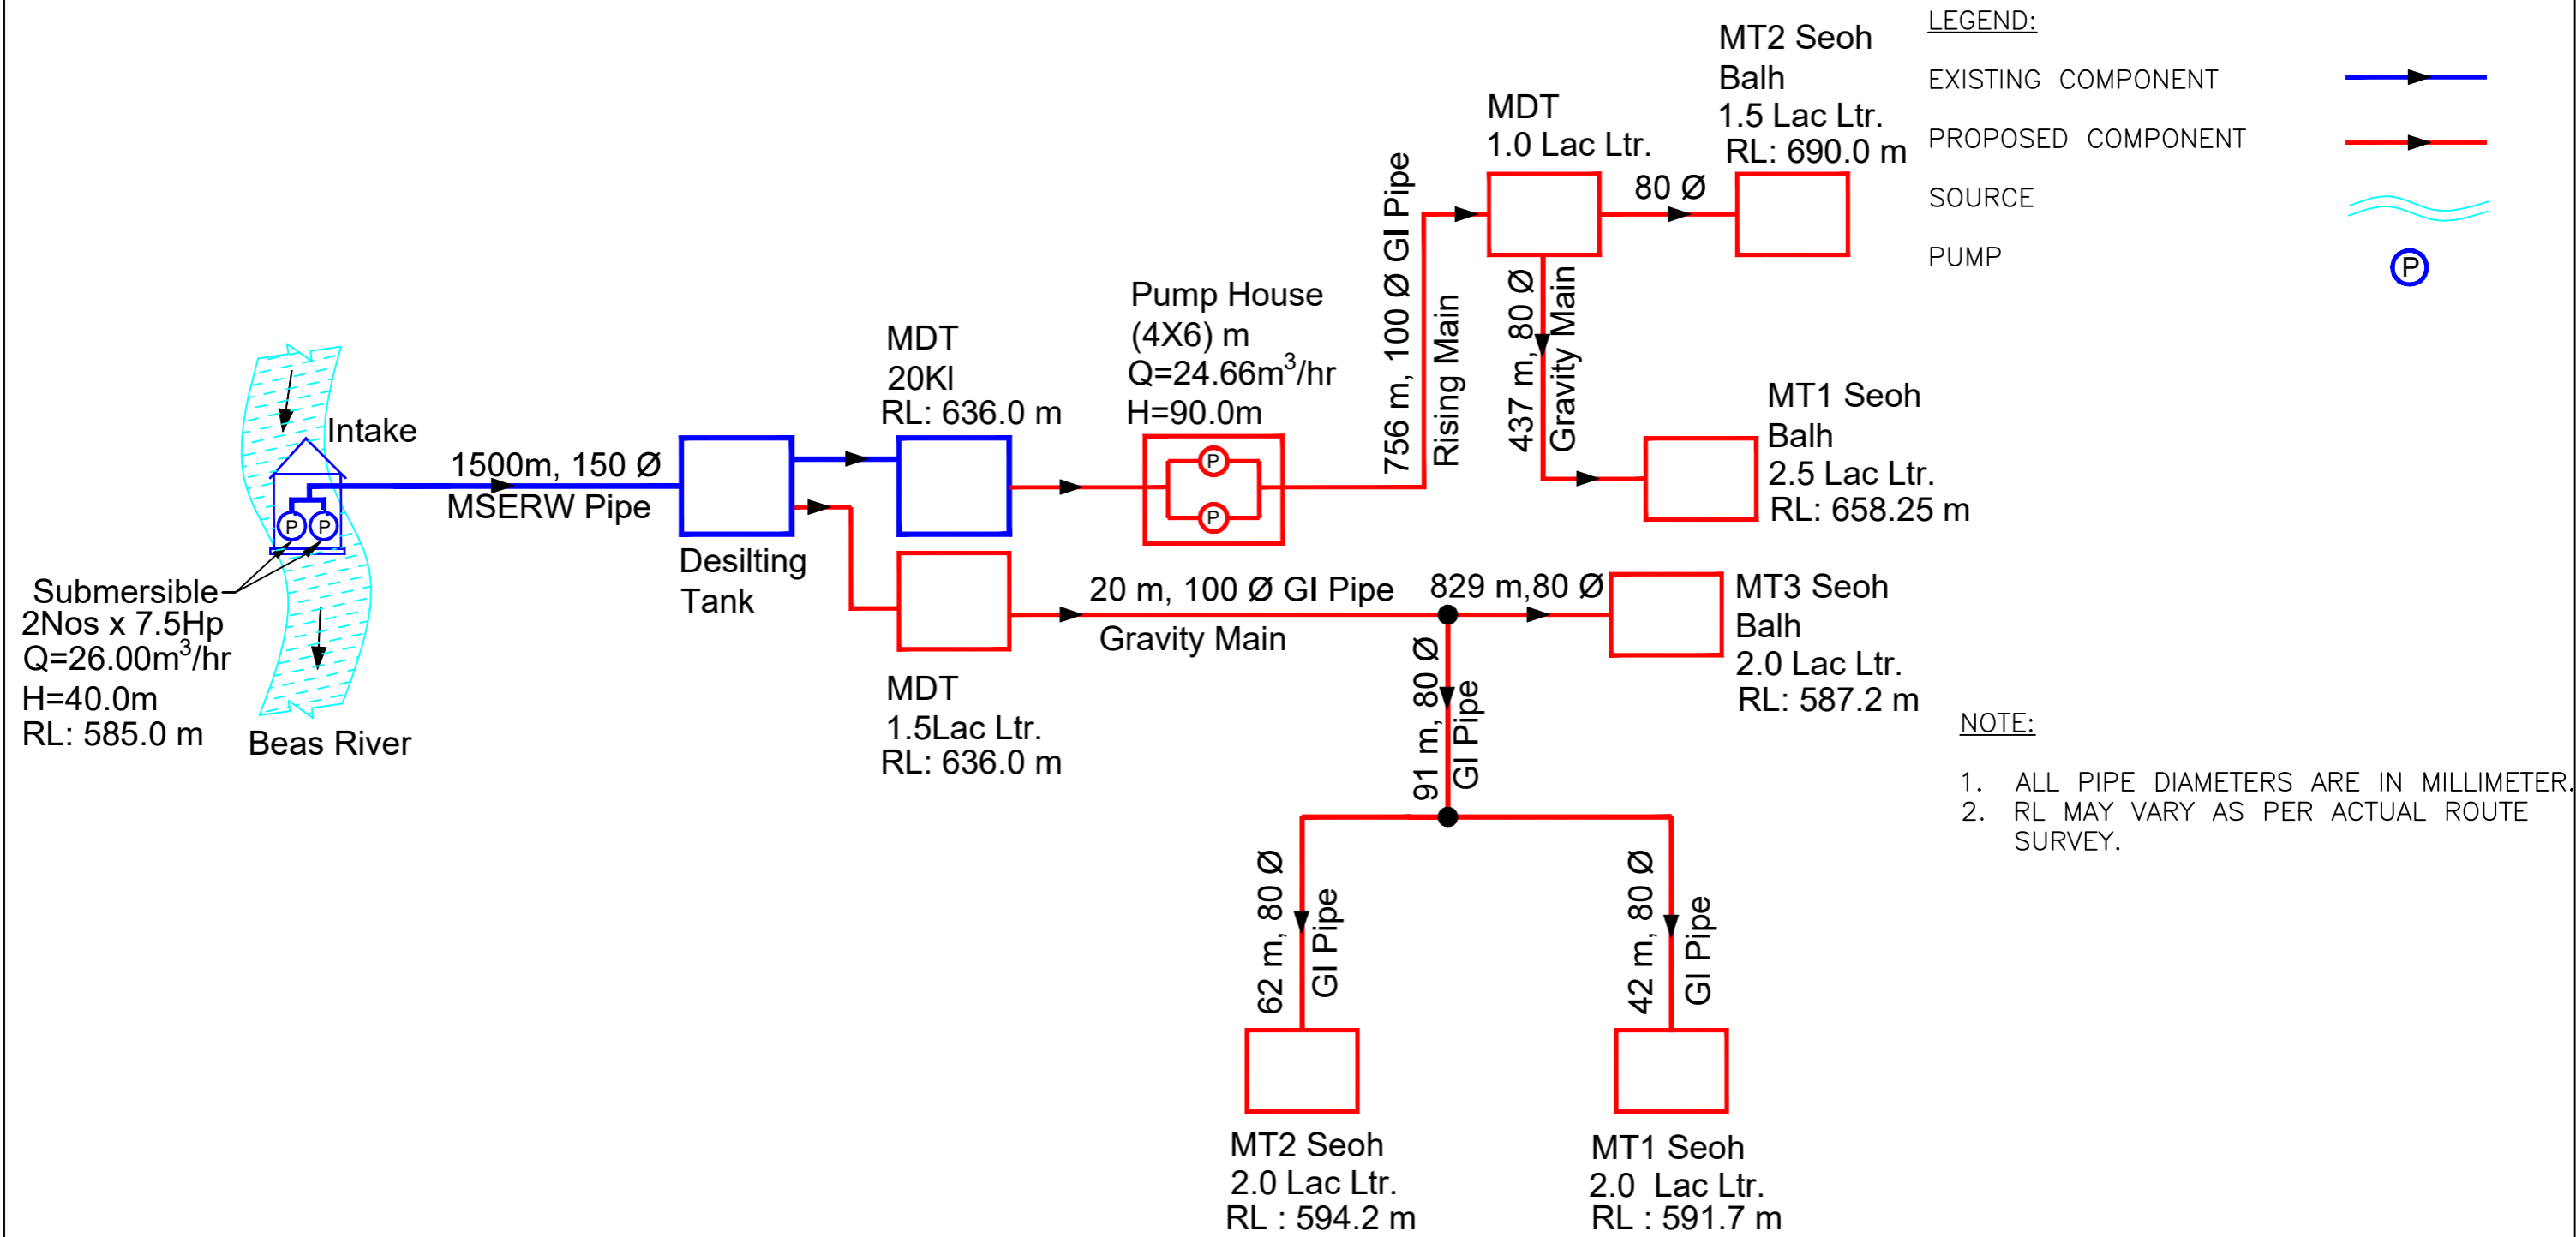 LEGEND:
EXISTING COMPONENT
PROPOSED COMPONENT
SOURCE
PUMP
P
MT2 Seoh
Balh
1.5 Lac Ltr.
RL: 690.0 m
MDT
1.0 Lac Ltr.
80 Ø
756 m, 100 Ø GI Pipe
Rising Main
437 m, 80 Ø
Gravity Main
Pump House
(4X6) m
Q=24.66m³/hr
H=90.0m
P
P
MDT
20Kl
RL: 636.0 m
MT1 Seoh
Balh
2.5 Lac Ltr.
RL: 658.25 m
Intake
1500m, 150 Ø
MSERW Pipe
P
P
Desilting
Tank
Submersible
2Nos x 7.5Hp
Q=26.00m³/hr
H=40.0m
RL: 585.0 m
Beas River
MDT
1.5Lac Ltr.
RL: 636.0 m
20 m, 100 Ø GI Pipe
Gravity Main
829 m,80 Ø
MT3 Seoh
Balh
2.0 Lac Ltr.
RL: 587.2 m
91 m, 80 Ø
GI Pipe
62 m, 80 Ø
GI Pipe
42 m, 80 Ø
GI Pipe
MT2 Seoh
2.0 Lac Ltr.
RL : 594.2 m
MT1 Seoh
2.0 Lac Ltr.
RL : 591.7 m
NOTE:
1. ALL PIPE DIAMETERS ARE IN MILLIMETER.
2. RL MAY VARY AS PER ACTUAL ROUTE
SURVEY.